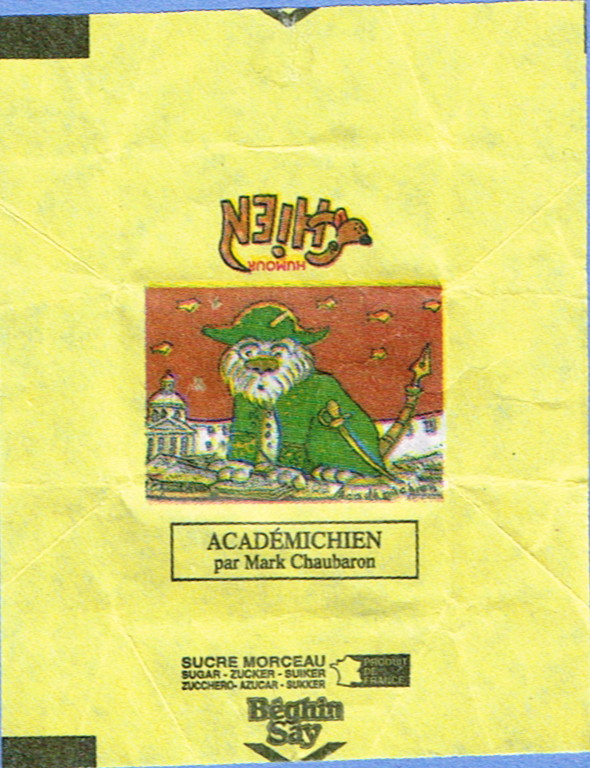 HUMOUR
CHIEN
académichien
ACADÉMICHIEN
par Mark Chaubaron
SUCRE MORCEAU
SUGAR - ZUCKER - SUIKER
ZUCCHERO - AZUCAR - SUKKER
PRODUIT
DE
FRANCE
Béghin
Say